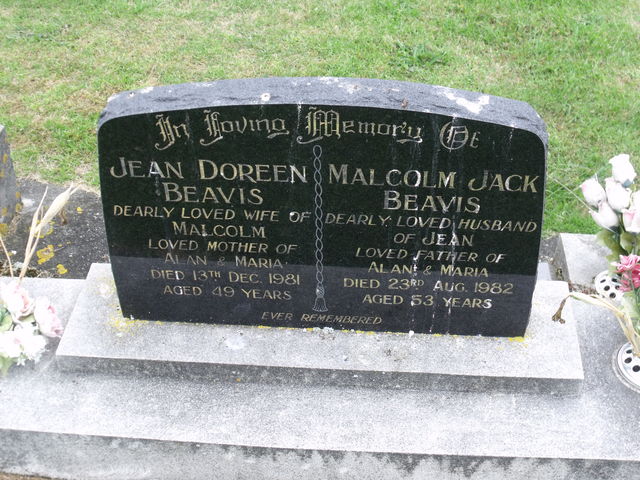 In Loving Memory Of
JEAN DOREEN
BEAVIS
DEARLY LOVED WIFE OF
MALCOLM
LOVED MOTHER OF
ALAN & MARIA
DIED 13TH DEC. 1981
AGED 49 YEARS
MALCOLM JACK
BEAVIS
DEARLY LOVED HUSBAND
OF JEAN
LOVED FATHER OF
ALAN & MARIA
DIED 23RD AUG. 1982
AGED 53 YEARS
EVER REMEMBERED